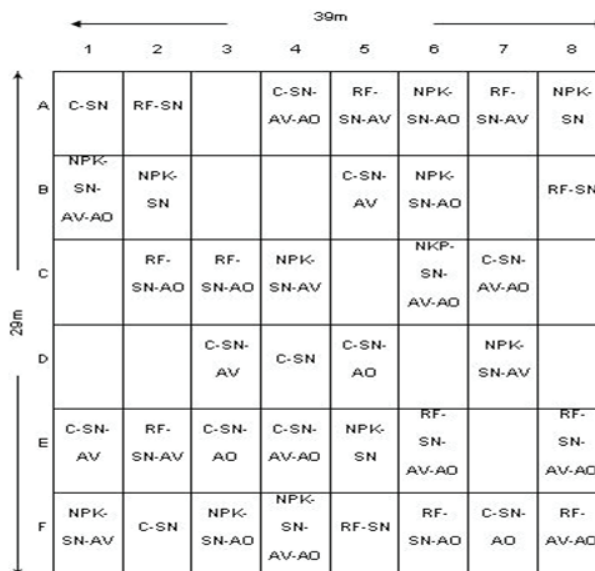 39m
1 2 3 4 5 6 7 8
29m
A
C-SN
RF-SN
C-SN-
AV-AO
RF-
SN-AV
NPK-
SN-AO
RF-
SN-AV
NPK-
SN
B
NPK-
SN-
AV-AO
NPK-
SN
C-SN-
AV
NPK-
SN-AO
RF-SN
C
RF-
SN-AO
RF-
SN-AO
NPK-
SN-AV
NKP-
SN-
AV-AO
C-SN-
AV-AO
D
C-SN-
AV
C-SN
C-SN-
AO
NPK-
SN-AV
E
C-SN-
AV
RF-
SN-AV
C-SN-
AO
C-SN-
AV-AO
NPK-
SN
RF-
SN-
AV-AO
RF-
SN-
AV-AO
F
NPK-
SN-AV
C-SN
NPK-
SN-AO
NPK-
SN-
AV-AO
RF-SN
RF-
SN-AO
C-SN-
AO
RF-
AV-AO